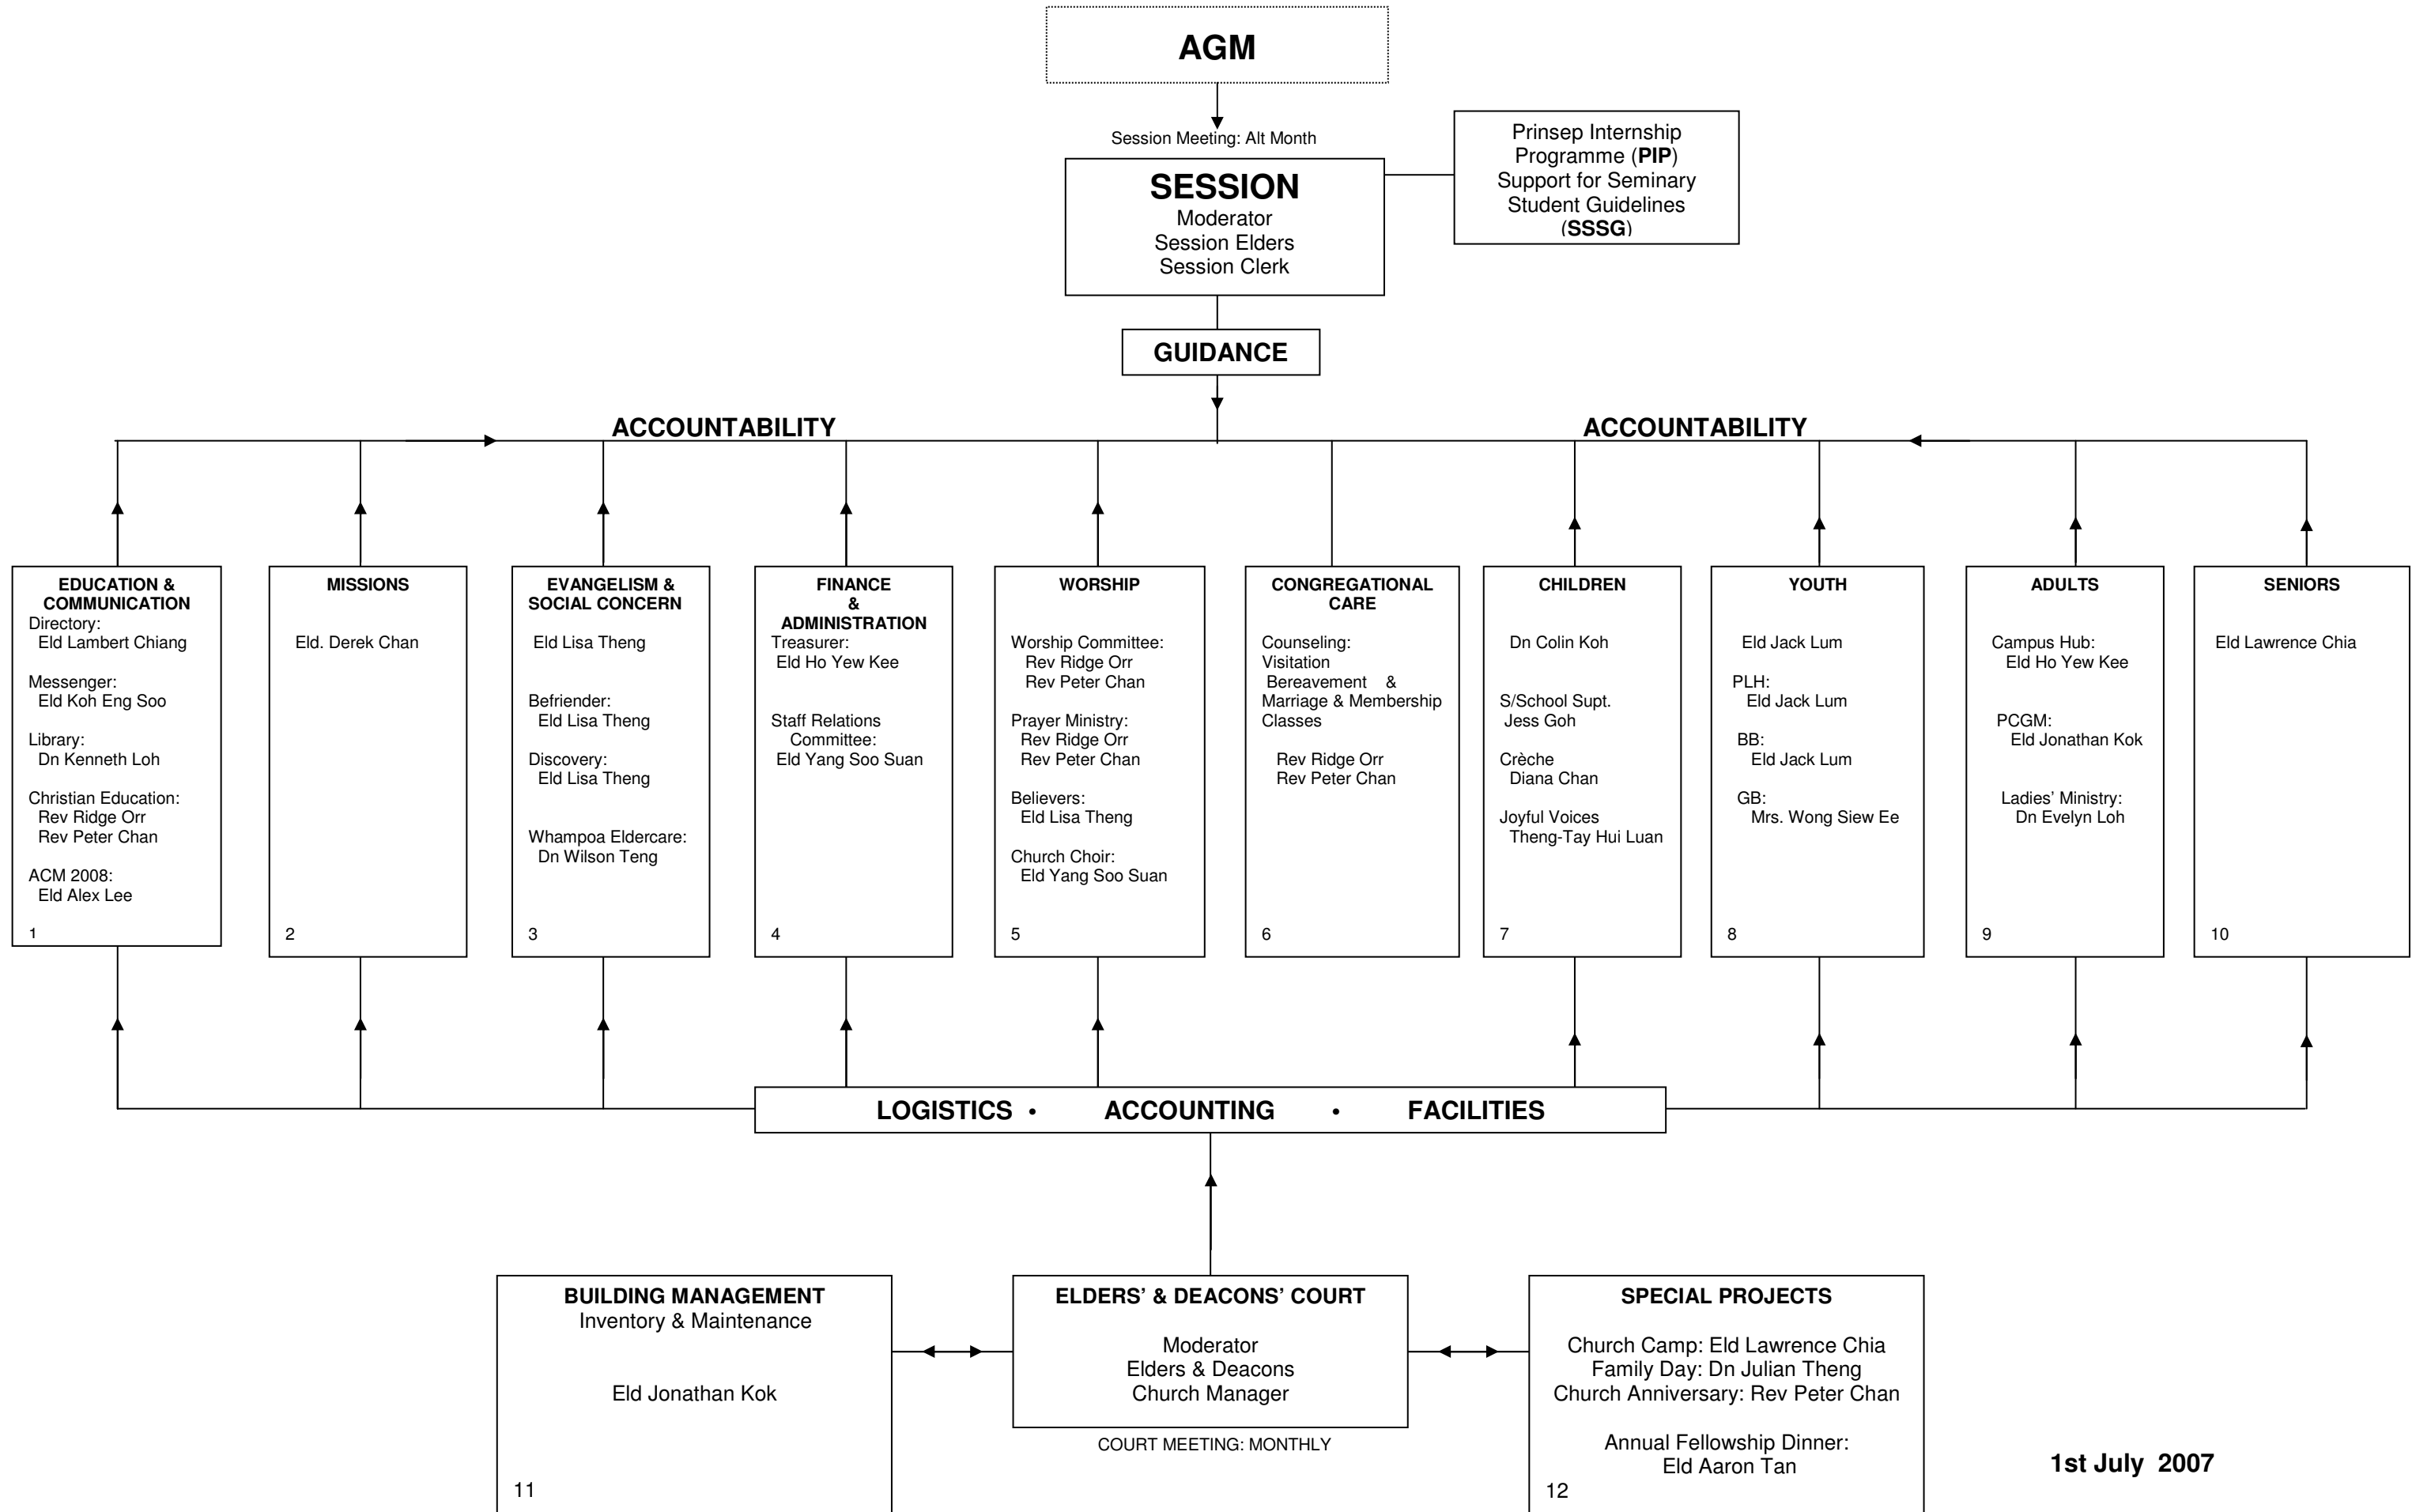 AGM
Session Meeting: Alt Month
SESSION
Moderator
Session Elders
Session Clerk
Prinsep Internship
Programme (PIP)
Support for Seminary
Student Guidelines
(SSSG)
GUIDANCE
ACCOUNTABILITY
ACCOUNTABILITY
EDUCATION &
COMMUNICATION
Directory:
Eld Lambert Chiang
Messenger:
Eld Koh Eng Soo
Library:
Dn Kenneth Loh
Christian Education:
Rev Ridge Orr
Rev Peter Chan
ACM 2008:
Eld Alex Lee
1
MISSIONS
Eld. Derek Chan
2
EVANGELISM &
SOCIAL CONCERN
Eld Lisa Theng
Befriender:
Eld Lisa Theng
Discovery:
Eld Lisa Theng
Whampoa Eldercare:
Dn Wilson Teng
3
FINANCE
&
ADMINISTRATION
Treasurer:
Eld Ho Yew Kee
Staff Relations
Committee:
Eld Yang Soo Suan
4
WORSHIP
Worship Committee:
Rev Ridge Orr
Rev Peter Chan
Prayer Ministry:
Rev Ridge Orr
Rev Peter Chan
Believers:
Eld Lisa Theng
Church Choir:
Eld Yang Soo Suan
5
CONGREGATIONAL
CARE
Counseling:
Visitation
Bereavement &
Marriage & Membership
Classes
Rev Ridge Orr
Rev Peter Chan
6
CHILDREN
Dn Colin Koh
S/School Supt.
Jess Goh
Crèche
Diana Chan
Joyful Voices
Theng-Tay Hui Luan
7
YOUTH
Eld Jack Lum
PLH:
Eld Jack Lum
BB:
Eld Jack Lum
GB:
Mrs. Wong Siew Ee
8
ADULTS
Campus Hub:
Eld Ho Yew Kee
PCGM:
Eld Jonathan Kok
Ladies’ Ministry:
Dn Evelyn Loh
9
SENIORS
Eld Lawrence Chia
10
LOGISTICS • ACCOUNTING • FACILITIES
BUILDING MANAGEMENT
Inventory & Maintenance
Eld Jonathan Kok
11
ELDERS’ & DEACONS’ COURT
Moderator
Elders & Deacons
Church Manager
COURT MEETING: MONTHLY
SPECIAL PROJECTS
Church Camp: Eld Lawrence Chia
Family Day: Dn Julian Theng
Church Anniversary: Rev Peter Chan
Annual Fellowship Dinner:
Eld Aaron Tan
12
1st July 2007